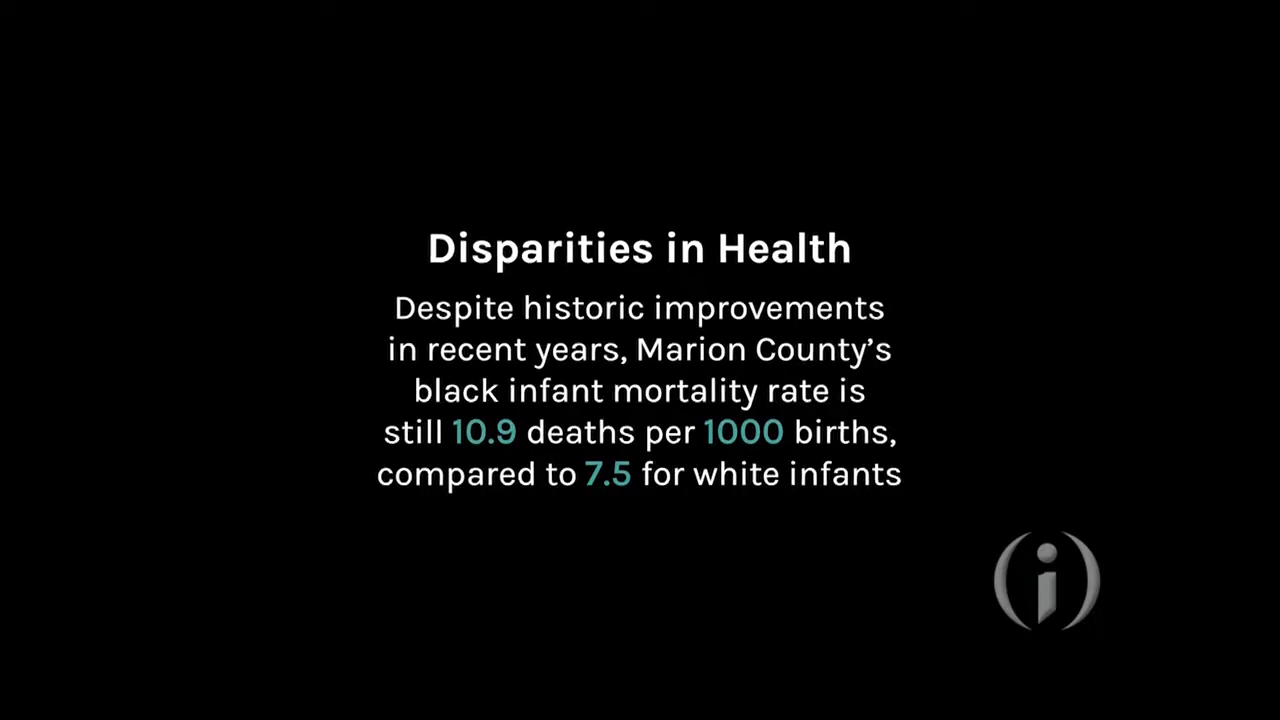 Disparities in Health
Despite historic improvements
in recent years, Marion County’s
black infant mortality rate is
still 10.9 deaths per 1000 births,
compared to 7.5 for white infants
(i)